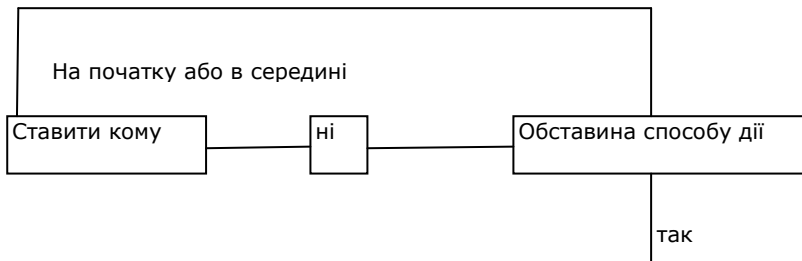 На початку або в середині
Ставити кому
ні
Обставина способу дії
так